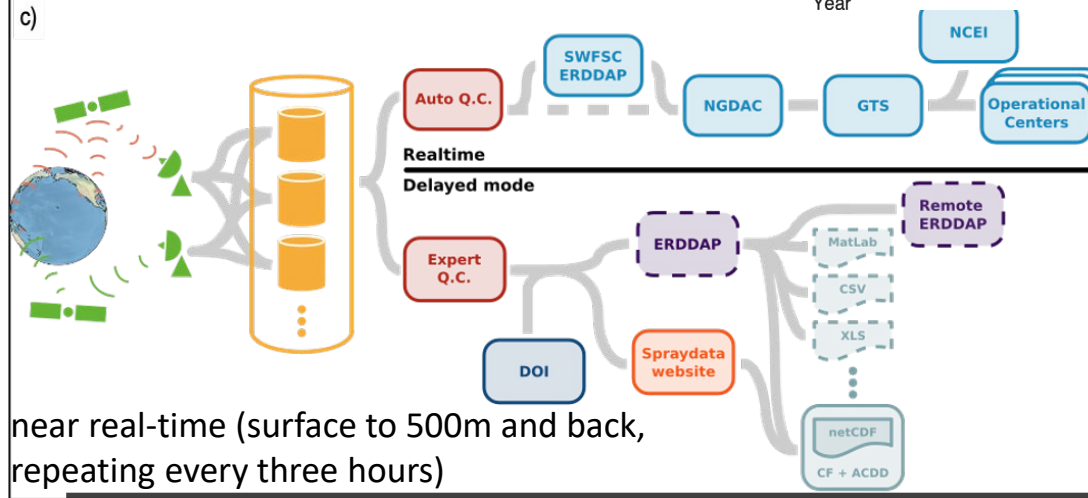 c)
Year
NCEI
SWFSC
ERDDAP
Auto Q.C.
NGDAC
GTS
Operational
Centers
Realtime
Delayed mode
Remote
ERDDAP
ERDDAP
MatLab
Expert
Q.C.
CSV
XLS
DOI
Spraydata
website
netCDF
CF + ACDD
near real-time (surface to 500m and back,
repeating every three hours)